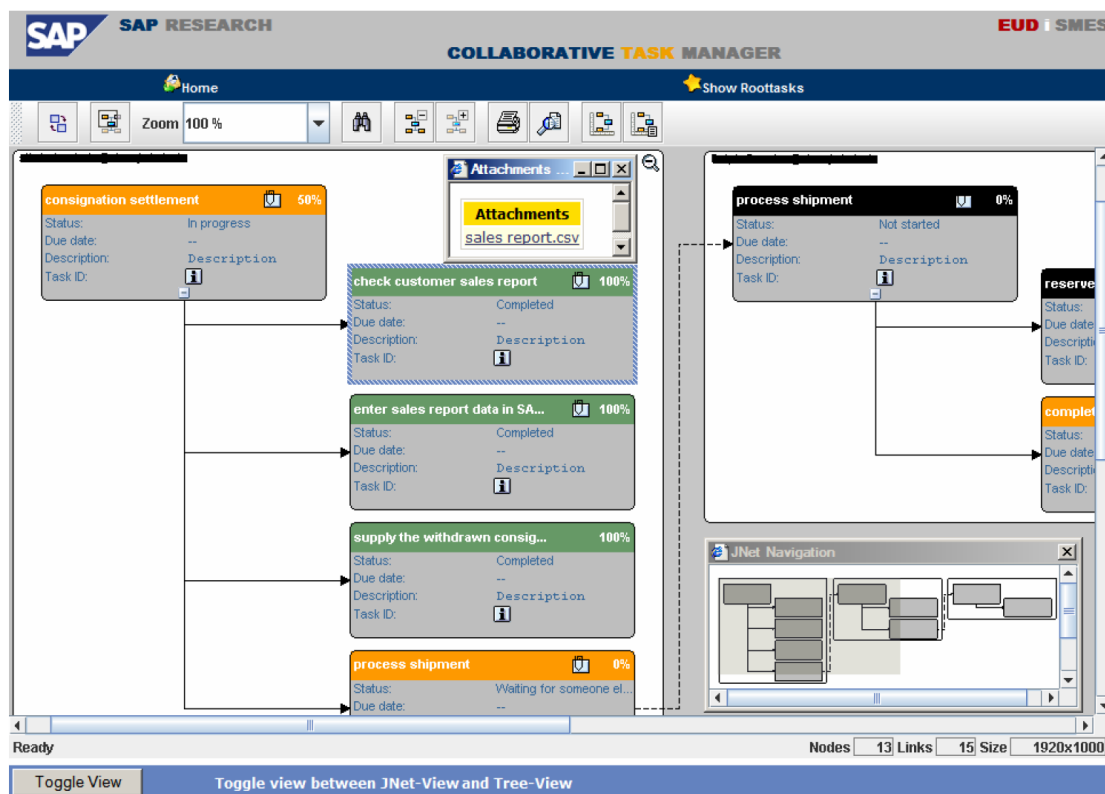 SAP
SAP RESEARCH
EUD i SMES
COLLABORATIVE TASK MANAGER
Home
Show Roottasks
Zoom 100 %
Attachments ...
Attachments
sales report.csv
consignation settlement 50%
Status: In progress
Due date: --
Description: Description
Task ID: i
check customer sales report 100%
Status: Completed
Due date: --
Description: Description
Task ID: i
enter sales report data in SA... 100%
Status: Completed
Due date: --
Description: Description
Task ID: i
supply the withdrawn consig... 100%
Status: Completed
Due date: --
Description: Description
Task ID: i
process shipment 0%
Status: Waiting for someone el...
Due date: --
process shipment 0%
Status: Not started
Due date: --
Description: Description
Task ID: i
reserve
Status:
Due date
Descripti
Task ID:
complet
Status:
Due date
Descripti
Task ID:
JNet Navigation
Ready
Nodes 13 Links 15 Size 1920x1000
Toggle View
Toggle view between JNet-View and Tree-View